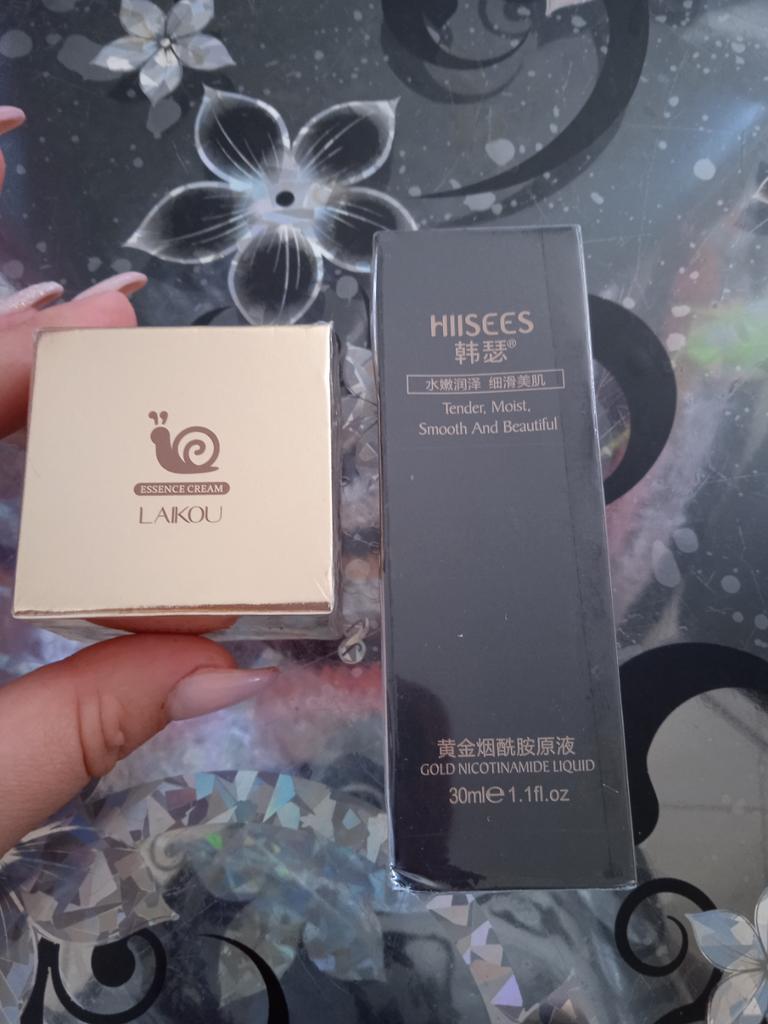 ESSENCE CREAM
LAIKOU
HIISEES
韩瑟®
水嫩润泽 细滑美肌
Tender, Moist,
Smooth And Beautiful
黄金烟酰胺原液
GOLD NICOTINAMIDE LIQUID
30ml℮1.1fl.oz